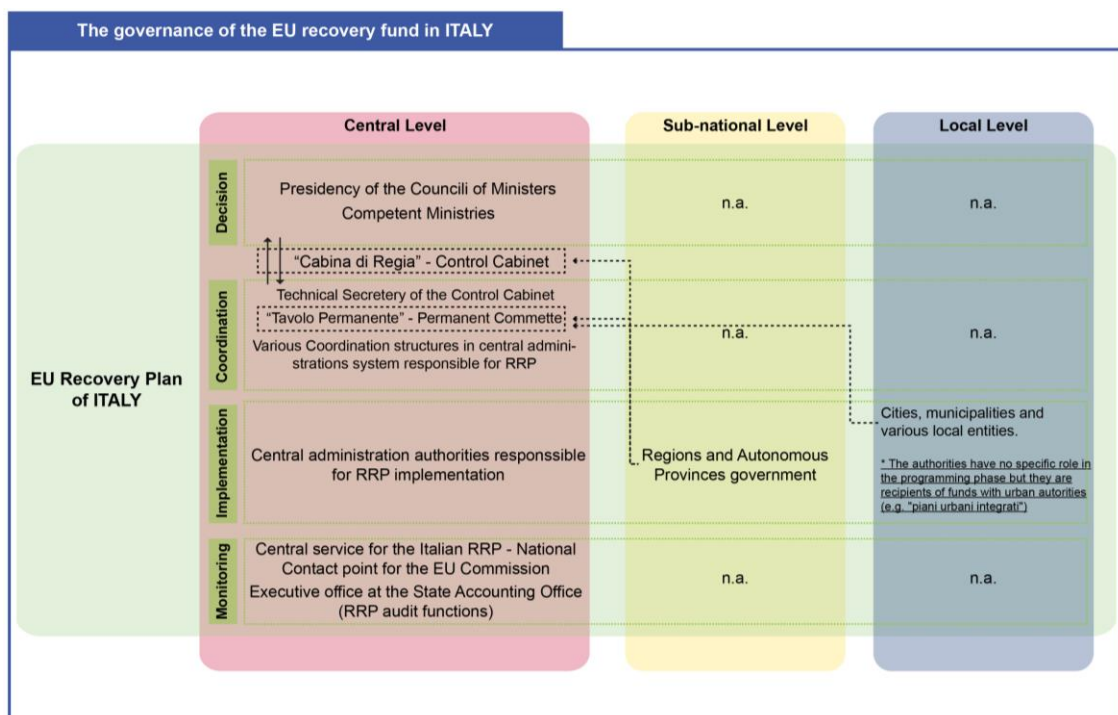 The governance of the EU recovery fund in ITALY
Central Level
Sub-national Level
Local Level
EU Recovery Plan
of ITALY
Decision
Presidency of the Councili of Ministers
Competent Ministries
n.a.
n.a.
"Cabina di Regia" - Control Cabinet
Coordination
Technical Secretery of the Control Cabinet
"Tavolo Permanente" - Permanent Commette
Various Coordination structures in central admini-
strations system responsible for RRP
n.a.
n.a.
Implementation
Central administration authorities responssible
for RRP implementation
Regions and Autonomous
Provinces government
Cities, municipalities and
various local entities.
* The authorities have no specific role in
the programming phase but they are
recipients of funds with urban autorities
(e.g. "piani urbani integrati")
Monitoring
Central service for the Italian RRP - National
Contact point for the EU Commission
Executive office at the State Accounting Office
(RRP audit functions)
n.a.
n.a.